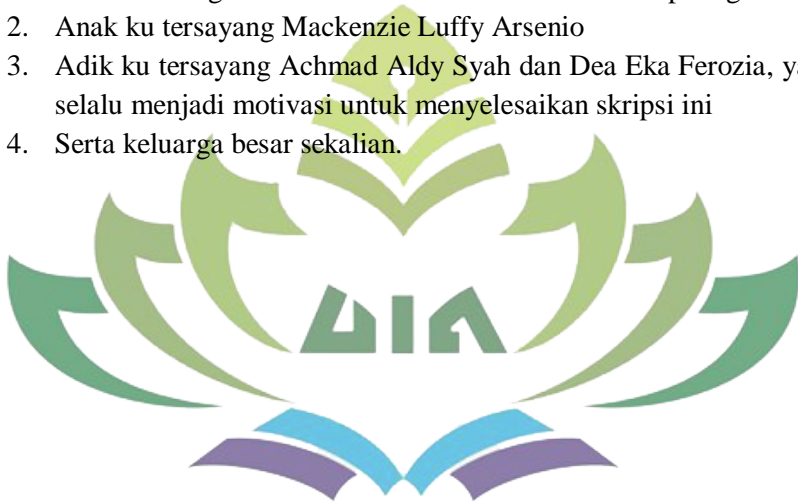 2. Anak ku tersayang Mackenzie Luffy Arsenio
3. Adik ku tersayang Achmad Aldy Syah dan Dea Eka Ferozia,
selalu menjadi motivasi untuk menyelesaikan skripsi ini
4. Serta keluarga besar sekalian.